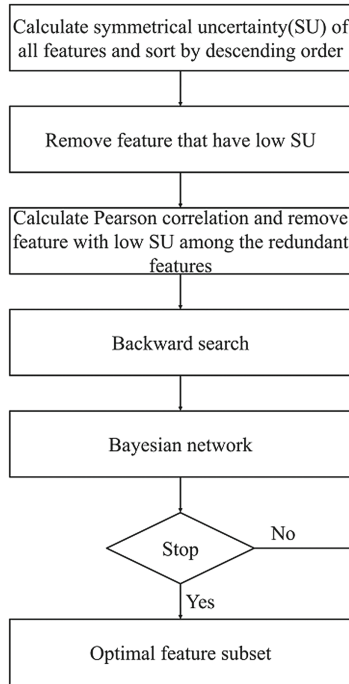 Calculate symmetrical uncertainty(SU) of
all features and sort by descending order
Remove feature that have low SU
Calculate Pearson correlation and remove
feature with low SU among the redundant
features
Backward search
Bayesian network
Stop
No
Yes
Optimal feature subset